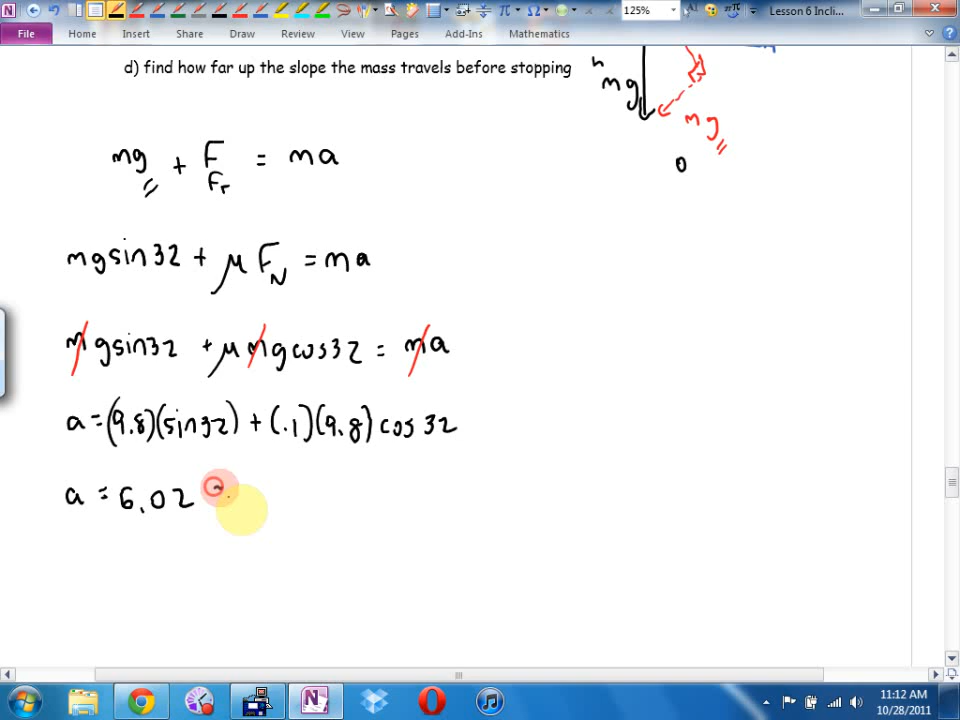 125% Lesson 6 Incli...
File Home Insert Share Draw Review View Pages Add-Ins Mathematics
d) find how far up the slope the mass travels before stopping
mg
mg //
0
mg // + F Fr = ma
mgsin32 + μ F N = ma
mgsin32 + μmgcos32 = ma
a = (9.8)(sin32) + (.1)(9.8) cos 32
a = 6.02
11:12 AM
10/28/2011